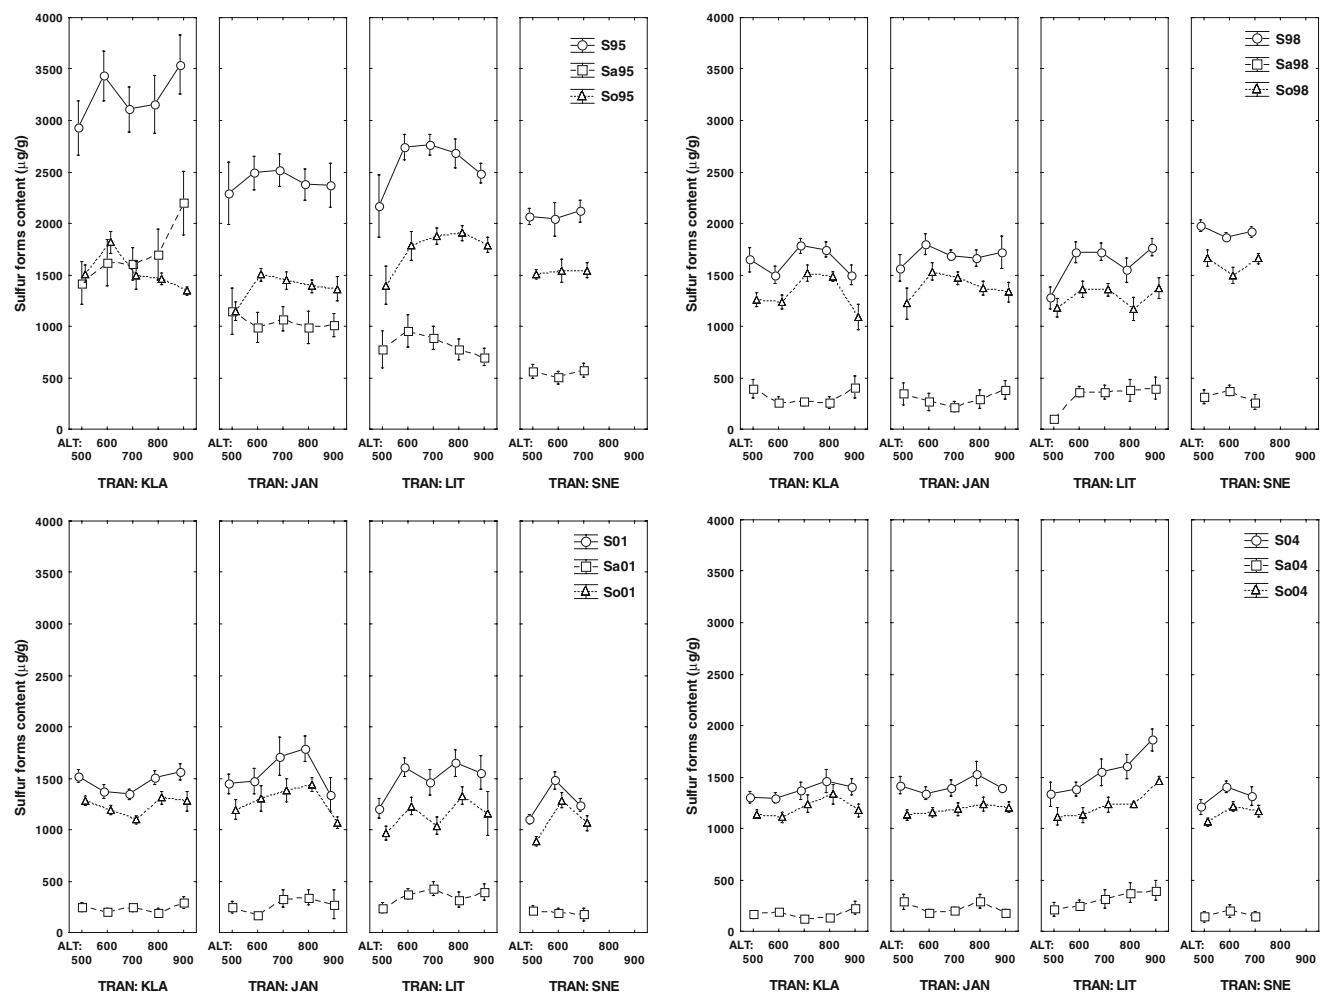 Sulfur forms content (µg/g)
4000
3500
3000
2500
2000
1500
1000
500
0
S95
Sa95
So95
ALT: 600 800
500 700 900
TRAN: KLA
ALT: 600 800
500 700 900
TRAN: JAN
ALT: 600 800
500 700 900
TRAN: LIT
ALT: 600 800
500 700 900
TRAN: SNE
Sulfur forms content (µg/g)
4000
3500
3000
2500
2000
1500
1000
500
0
S98
Sa98
So98
ALT: 600 800
500 700 900
TRAN: KLA
ALT: 600 800
500 700 900
TRAN: JAN
ALT: 600 800
500 700 900
TRAN: LIT
ALT: 600 800
500 700 900
TRAN: SNE
Sulfur forms content (µg/g)
4000
3500
3000
2500
2000
1500
1000
500
0
S01
Sa01
So01
ALT: 600 800
500 700 900
TRAN: KLA
ALT: 600 800
500 700 900
TRAN: JAN
ALT: 600 800
500 700 900
TRAN: LIT
ALT: 600 800
500 700 900
TRAN: SNE
Sulfur forms content (µg/g)
4000
3500
3000
2500
2000
1500
1000
500
0
S04
Sa04
So04
ALT: 600 800
500 700 900
TRAN: KLA
ALT: 600 800
500 700 900
TRAN: JAN
ALT: 600 800
500 700 900
TRAN: LIT
ALT: 600 800
500 700 900
TRAN: SNE